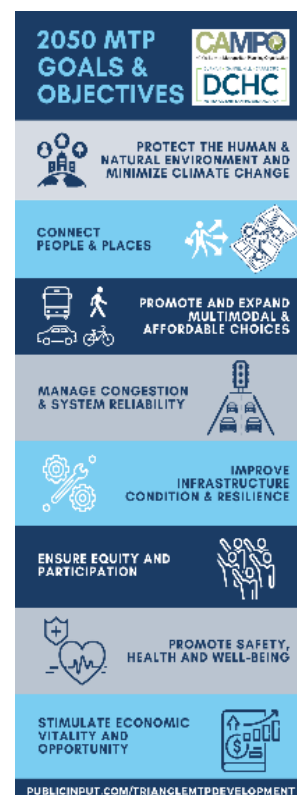 2050 MTP
GOALS &
OBJECTIVES
CAMPO
DCHC
PROTECT THE HUMAN &
NATURAL ENVIRONMENT AND
MINIMIZE CLIMATE CHANGE
CONNECT
PEOPLE & PLACES
PROMOTE AND EXPAND
MULTIMODAL &
AFFORDABLE CHOICES
MANAGE CONGESTION
& SYSTEM RELIABILITY
IMPROVE
INFRASTRUCTURE
CONDITION & RESILIENCE
ENSURE EQUITY AND
PARTICIPATION
PROMOTE SAFETY,
HEALTH AND WELL-BEING
STIMULATE ECONOMIC
VITALITY AND
OPPORTUNITY
PUBLICINPUT.COM/TRIANGLEMTPDEVELOPMENT